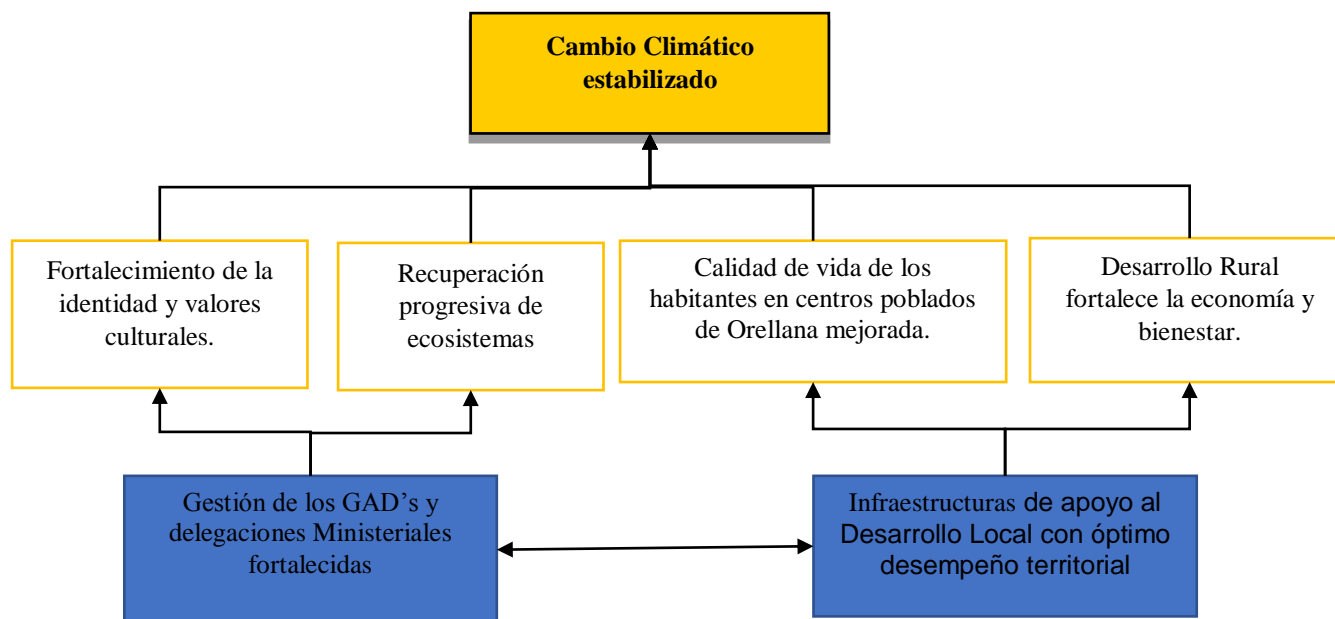 Cambio Climático
estabilizado
Fortalecimiento de la
identidad y valores
culturales.
Recuperación
progresiva de
ecosistemas
Calidad de vida de los
habitantes en centros poblados
de Orellana mejorada.
Desarrollo Rural
fortalece la economía y
bienestar.
Gestión de los GAD’s y
delegaciones Ministeriales
fortalecidas
Infraestructuras de apoyo al
Desarrollo Local con óptimo
desempeño territorial